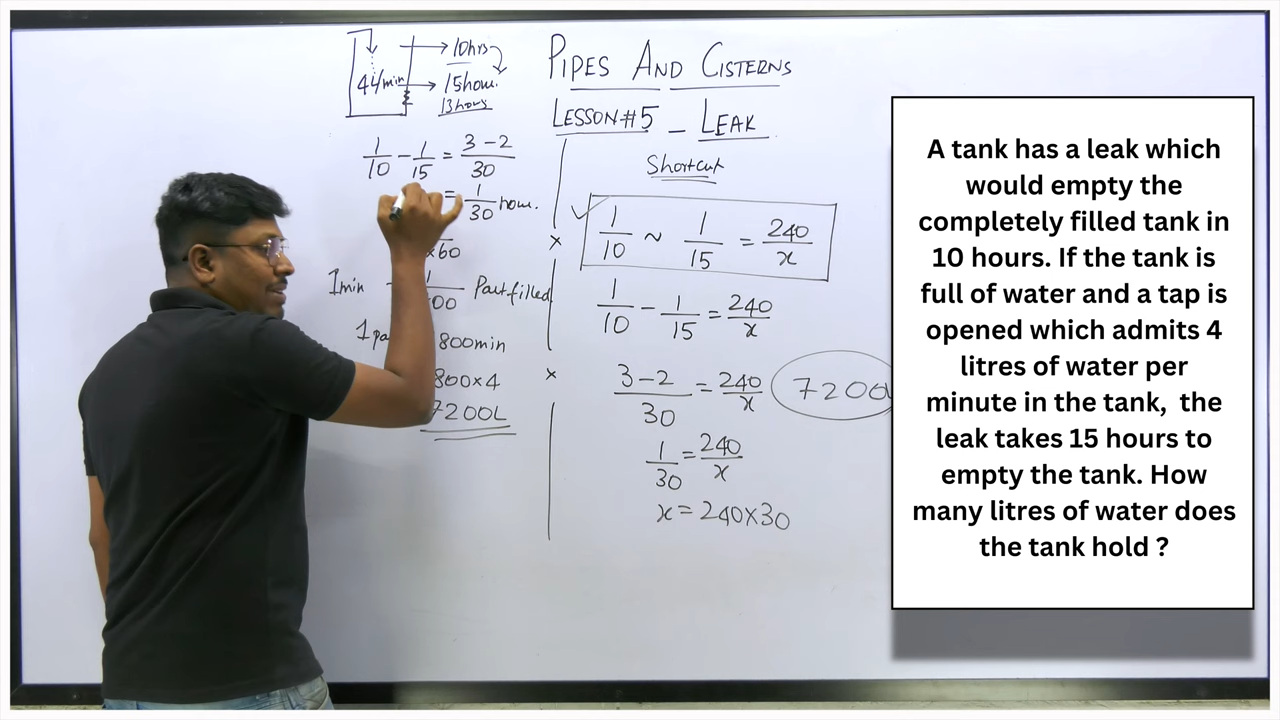 PIPES AND CISTERNS
LESSON#5 – LEAK
10hrs
44/min
15hour.
13hours
1/10 – 1/15 = 3–2/30
= 1/30 hour.
×60
1min – Part filled
800min
800×4
7200L
Shortcut
1/10 ~ 1/15 = 240/x
1/10 – 1/15 = 240/x
3–2/30 = 240/x
7200L
1/30 = 240/x
x = 240×30
A tank has a leak which
would empty the
completely filled tank in
10 hours. If the tank is
full of water and a tap is
opened which admits 4
litres of water per
minute in the tank, the
leak takes 15 hours to
empty the tank. How
many litres of water does
the tank hold ?